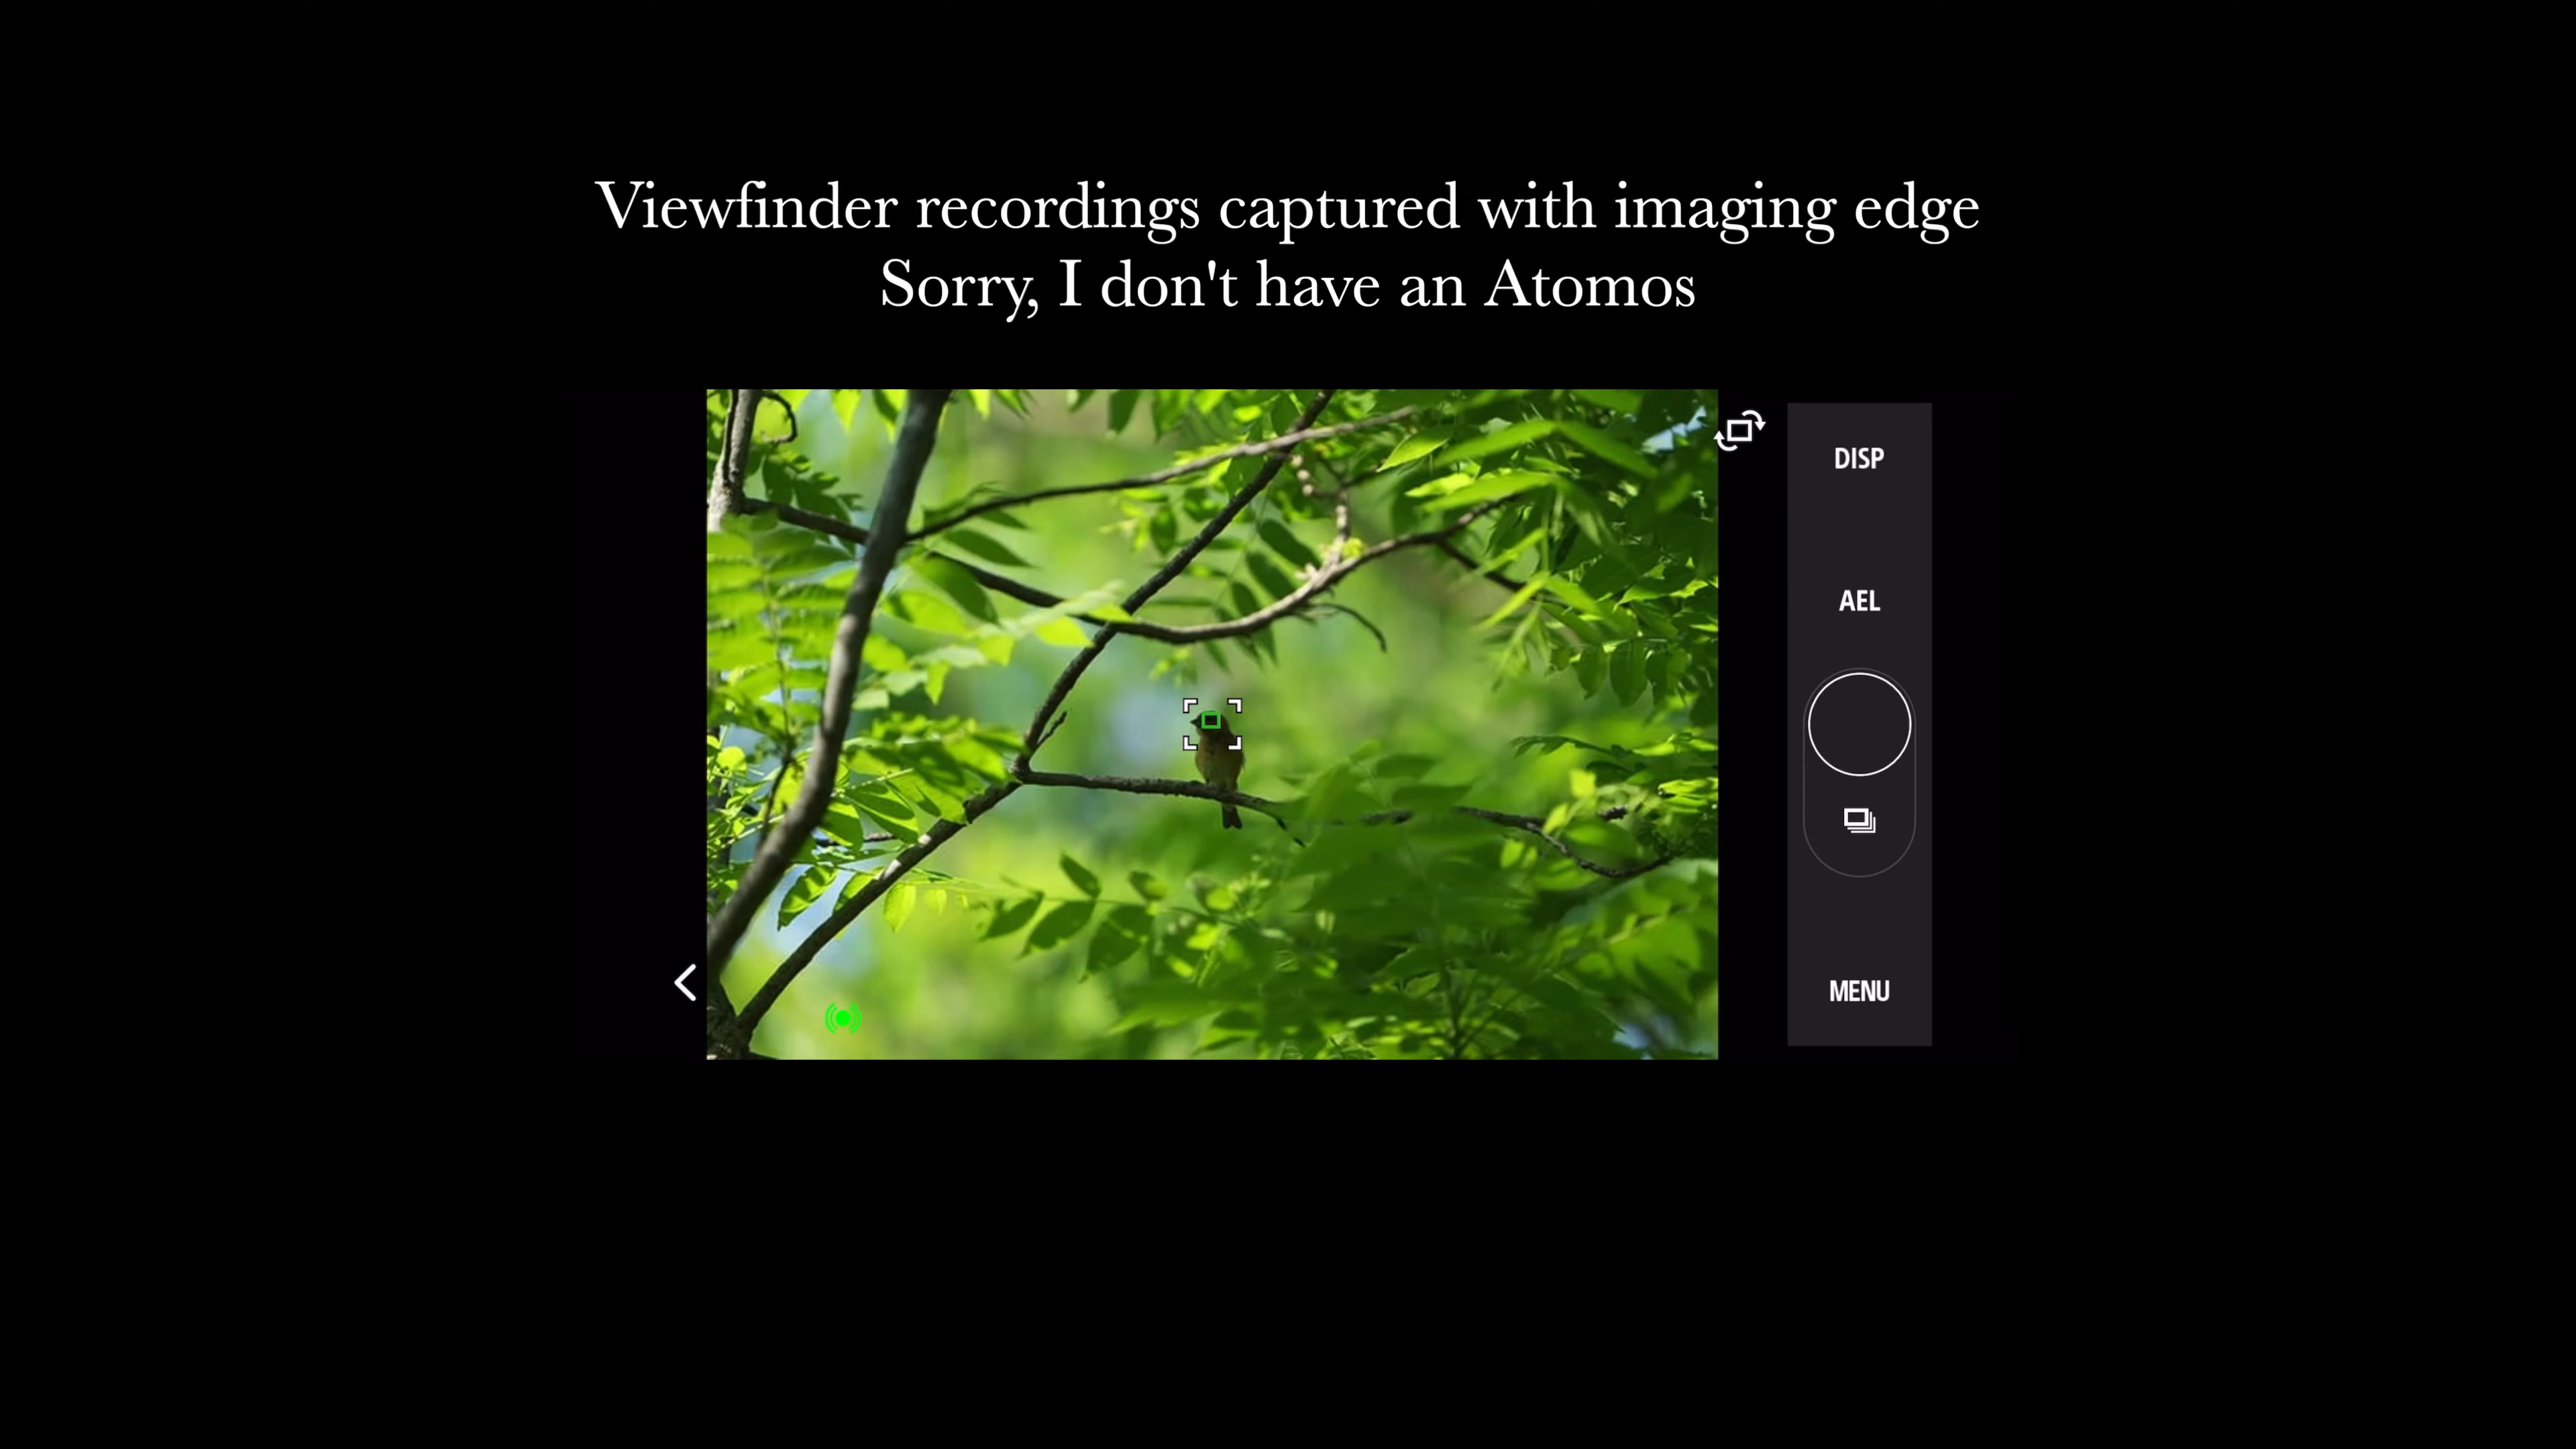 Viewfinder recordings captured with imaging edge
Sorry, I don't have an Atomos
DISP
AEL
MENU